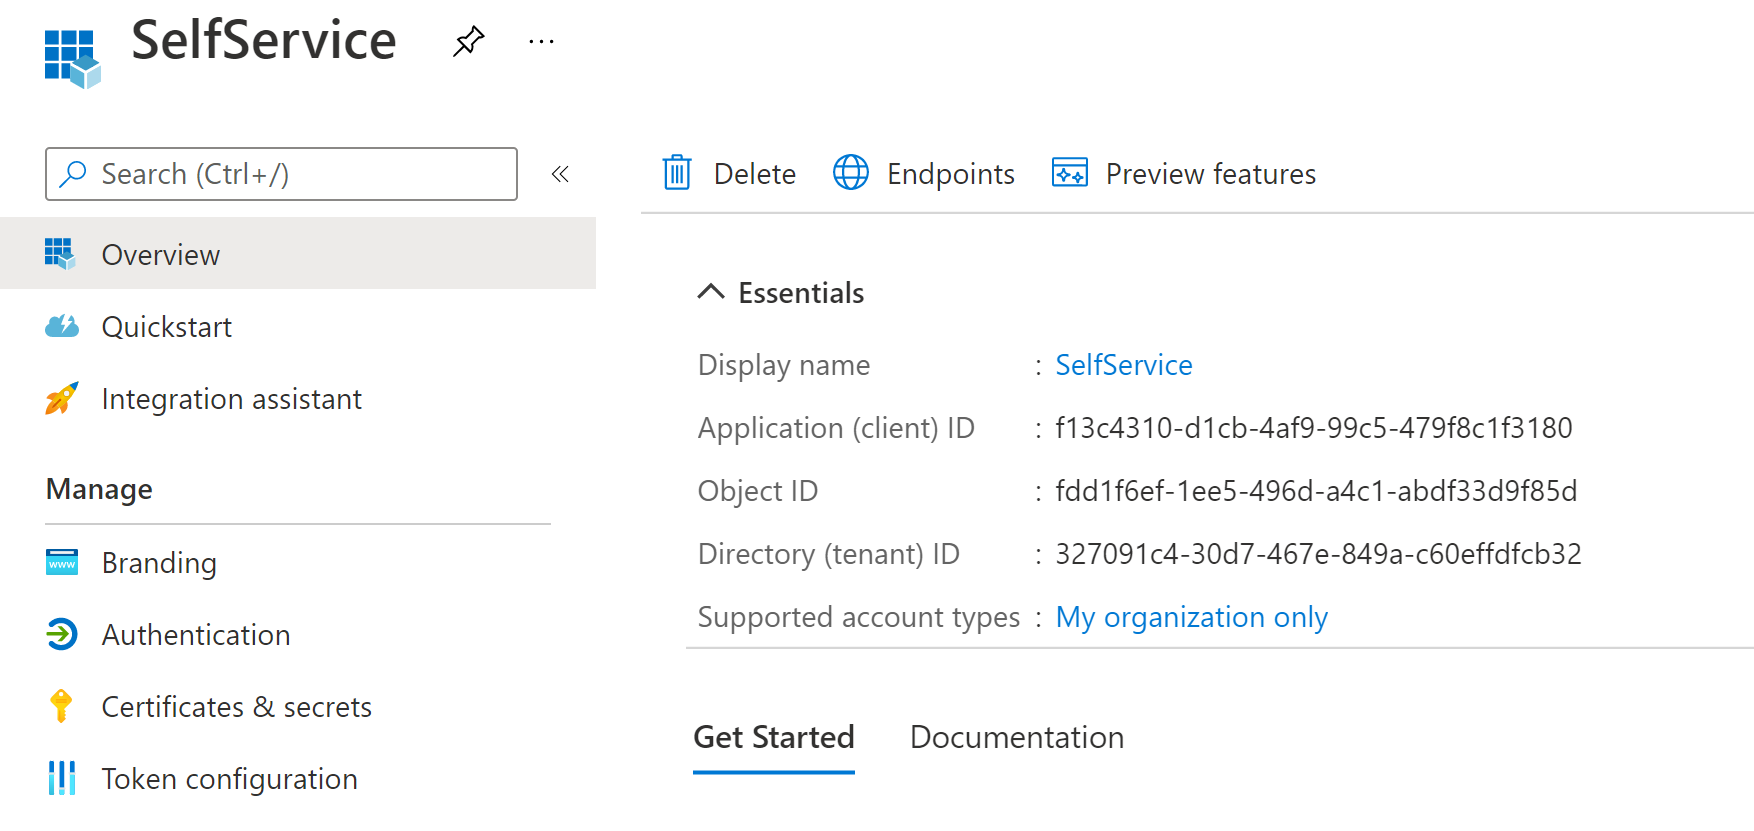 SelfService
Search (Ctrl+/)
Overview
Quickstart
Integration assistant
Manage
Branding
Authentication
Certificates & secrets
Token configuration
Delete Endpoints Preview features
Essentials
Display name : SelfService
Application (client) ID : f13c4310-d1cb-4af9-99c5-479f8c1f3180
Object ID : fdd1f6ef-1ee5-496d-a4c1-abdf33d9f85d
Directory (tenant) ID : 327091c4-30d7-467e-849a-c60effdfcb32
Supported account types : My organization only
Get Started Documentation